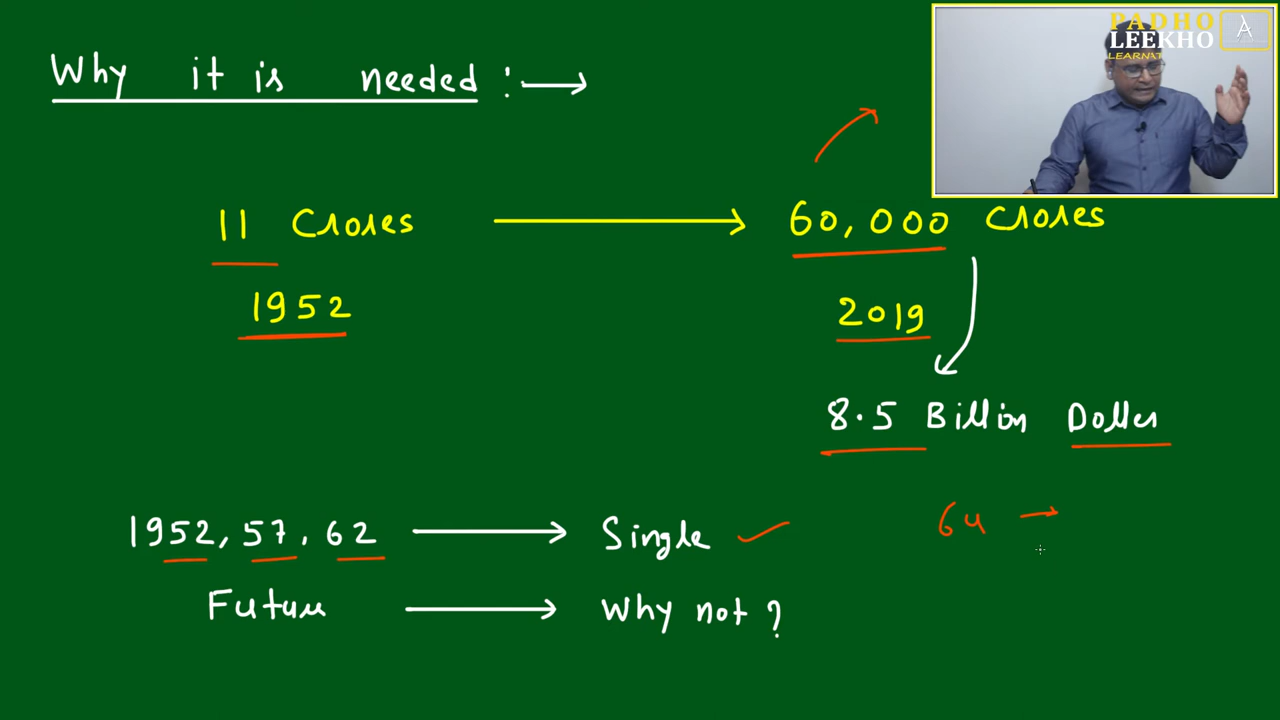 PADHO
LEEKHO
Why it is needed :→
11 Crores → 60,000 Crores
1952
2019
8.5 Billion Doller
1952, 57, 62 → Single ✓
64 →
Future → Why not ?